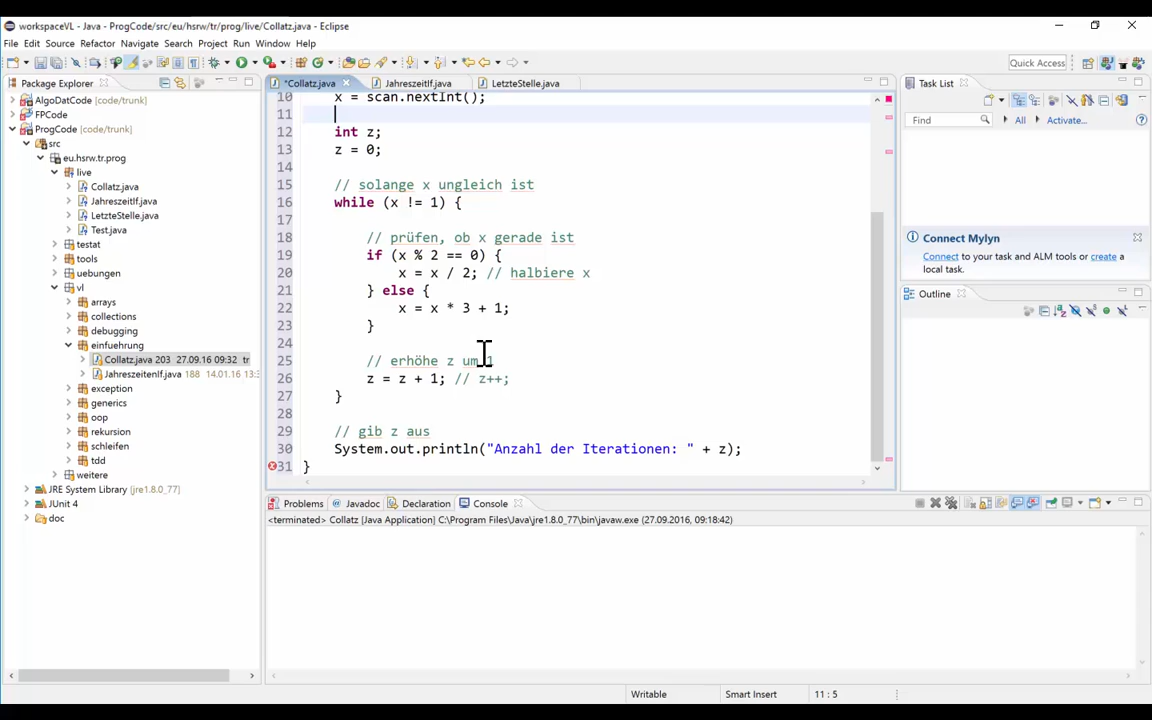 workspaceVL - Java - ProgCode/src/eu/hsrw/tr/prog/live/Collatz.java - Eclipse
File Edit Source Refactor Navigate Search Project Run Window Help
Quick Access
Package Explorer
*Collatz.java JahreszeitIf.java LetzteStelle.java
Task List
Find All Activate...
AlgoDatCode [code/trunk]
FPCode
ProgCode [code/trunk]
src
eu.hsrw.tr.prog
live
Collatz.java
JahreszeitIf.java
LetzteStelle.java
Test.java
testat
tools
uebungen
vl
arrays
collections
debugging
einfuehrung
Collatz.java 203 27.09.16 09:32 tr
JahreszeitenIf.java 188 14.01.16 13:
exception
generics
oop
rekursion
schleifen
tdd
weitere
JRE System Library [jre1.8.0_77]
JUnit 4
doc
10 x = scan.nextInt();
11
12 int z;
13 z = 0;
14
15 // solange x ungleich ist
16 while (x != 1) {
17
18 // prüfen, ob x gerade ist
19 if (x % 2 == 0) {
20 x = x / 2; // halbiere x
21 } else {
22 x = x * 3 + 1;
23 }
24
25 // erhöhe z um 1
26 z = z + 1; // z++;
27 }
28
29 // gib z aus
30 System.out.println("Anzahl der Iterationen: " + z);
31 }
Connect Mylyn
Connect to your task and ALM tools or create a
local task.
Outline
Problems Javadoc Declaration Console
<terminated> Collatz [Java Application] C:\Program Files\Java\jre1.8.0_77\bin\javaw.exe (27.09.2016, 09:18:42)
Writable Smart Insert 11 : 5